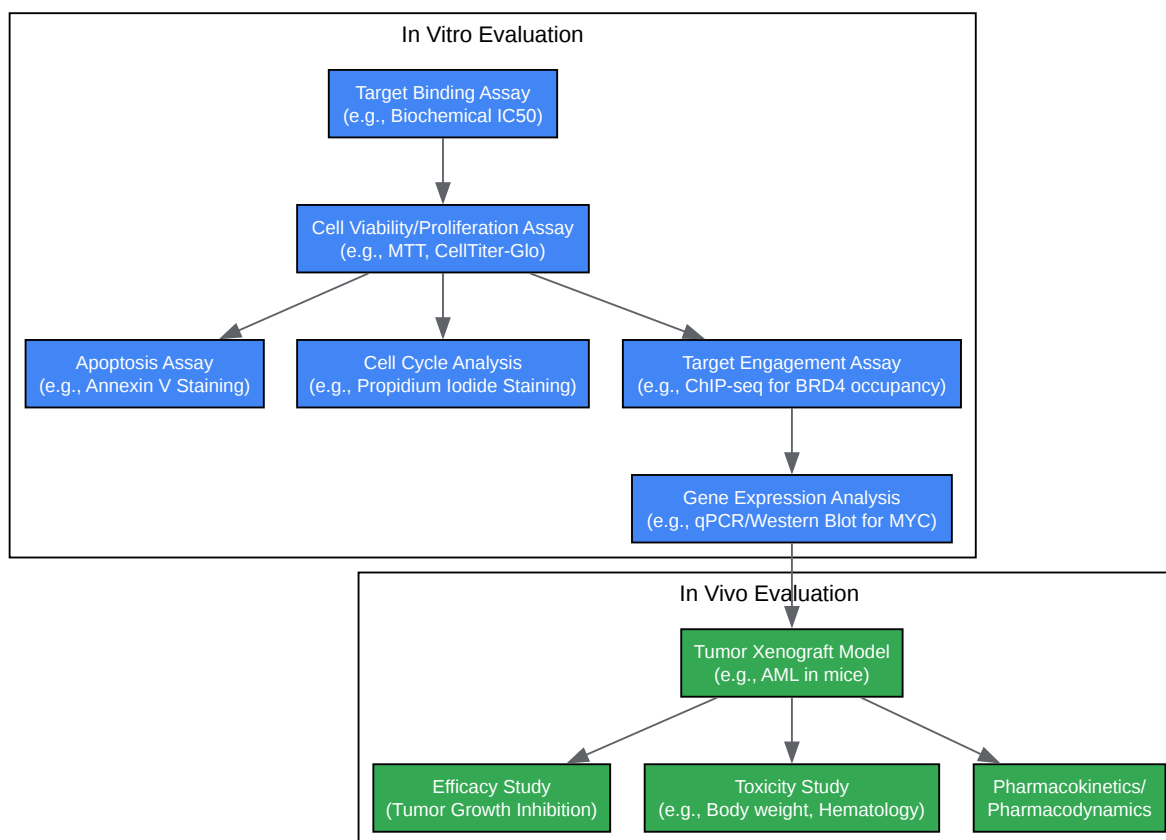 In Vitro Evaluation
Target Binding Assay
(e.g., Biochemical IC50)
Cell Viability/Proliferation Assay
(e.g., MTT, CellTiter-Glo)
Apoptosis Assay
(e.g., Annexin V Staining)
Cell Cycle Analysis
(e.g., Propidium Iodide Staining)
Target Engagement Assay
(e.g., ChIP-seq for BRD4 occupancy)
Gene Expression Analysis
(e.g., qPCR/Western Blot for MYC)
In Vivo Evaluation
Tumor Xenograft Model
(e.g., AML in mice)
Efficacy Study
(Tumor Growth Inhibition)
Toxicity Study
(e.g., Body weight, Hematology)
Pharmacokinetics/
Pharmacodynamics